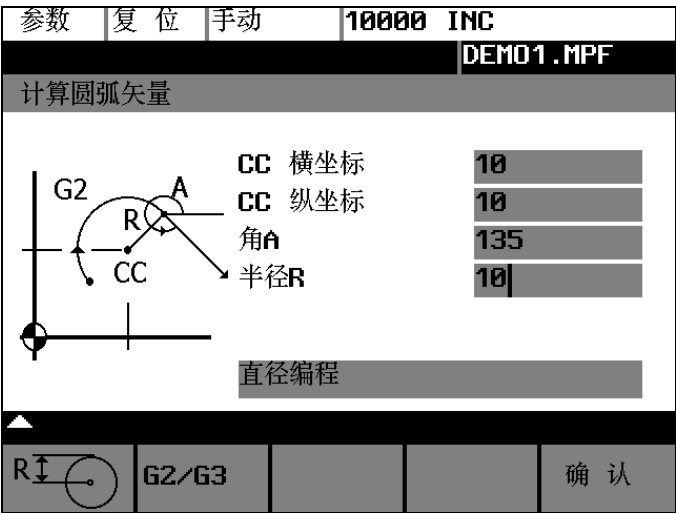 参数 复 位 手动 10000 INC
DEMO1.MPF
计算圆弧矢量
CC 横坐标 10
CC 纵坐标 10
角A 135
半径R 10
G2 A
R
CC
直径编程
R G2/G3 确 认